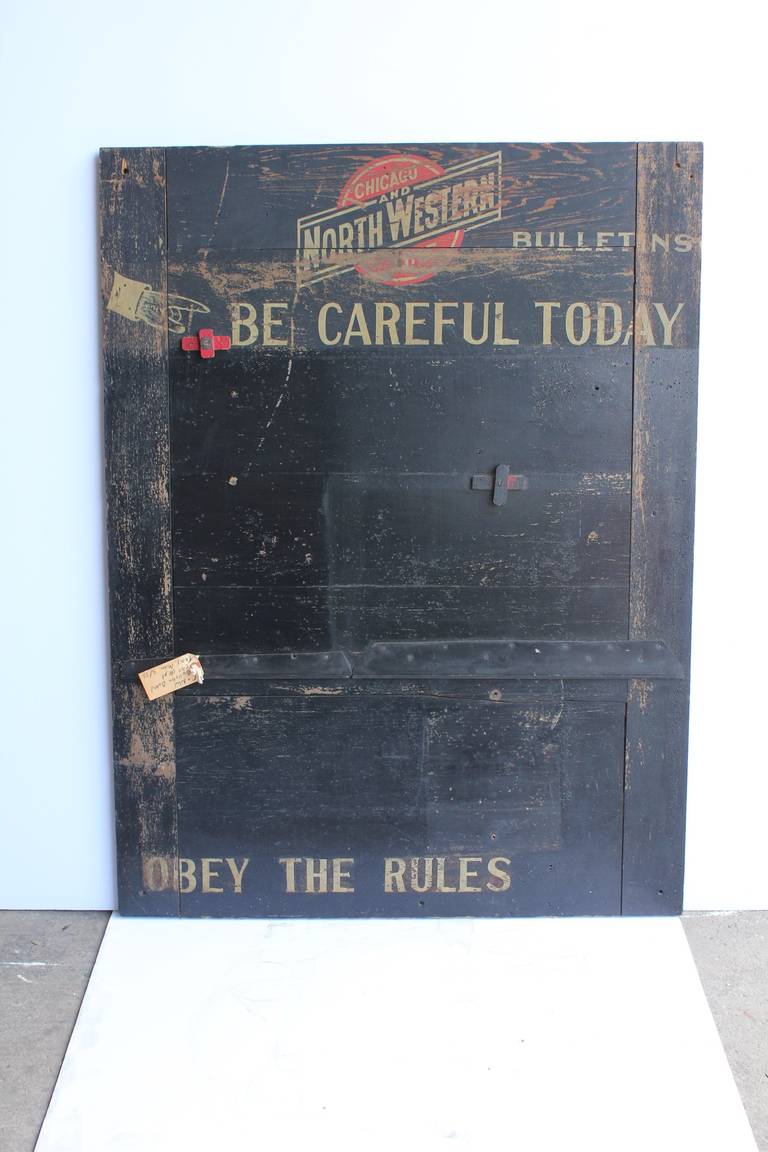 CHICAGO
AND
NORTH WESTERN
BULLETINS
BE CAREFUL TODAY
OBEY THE RULES